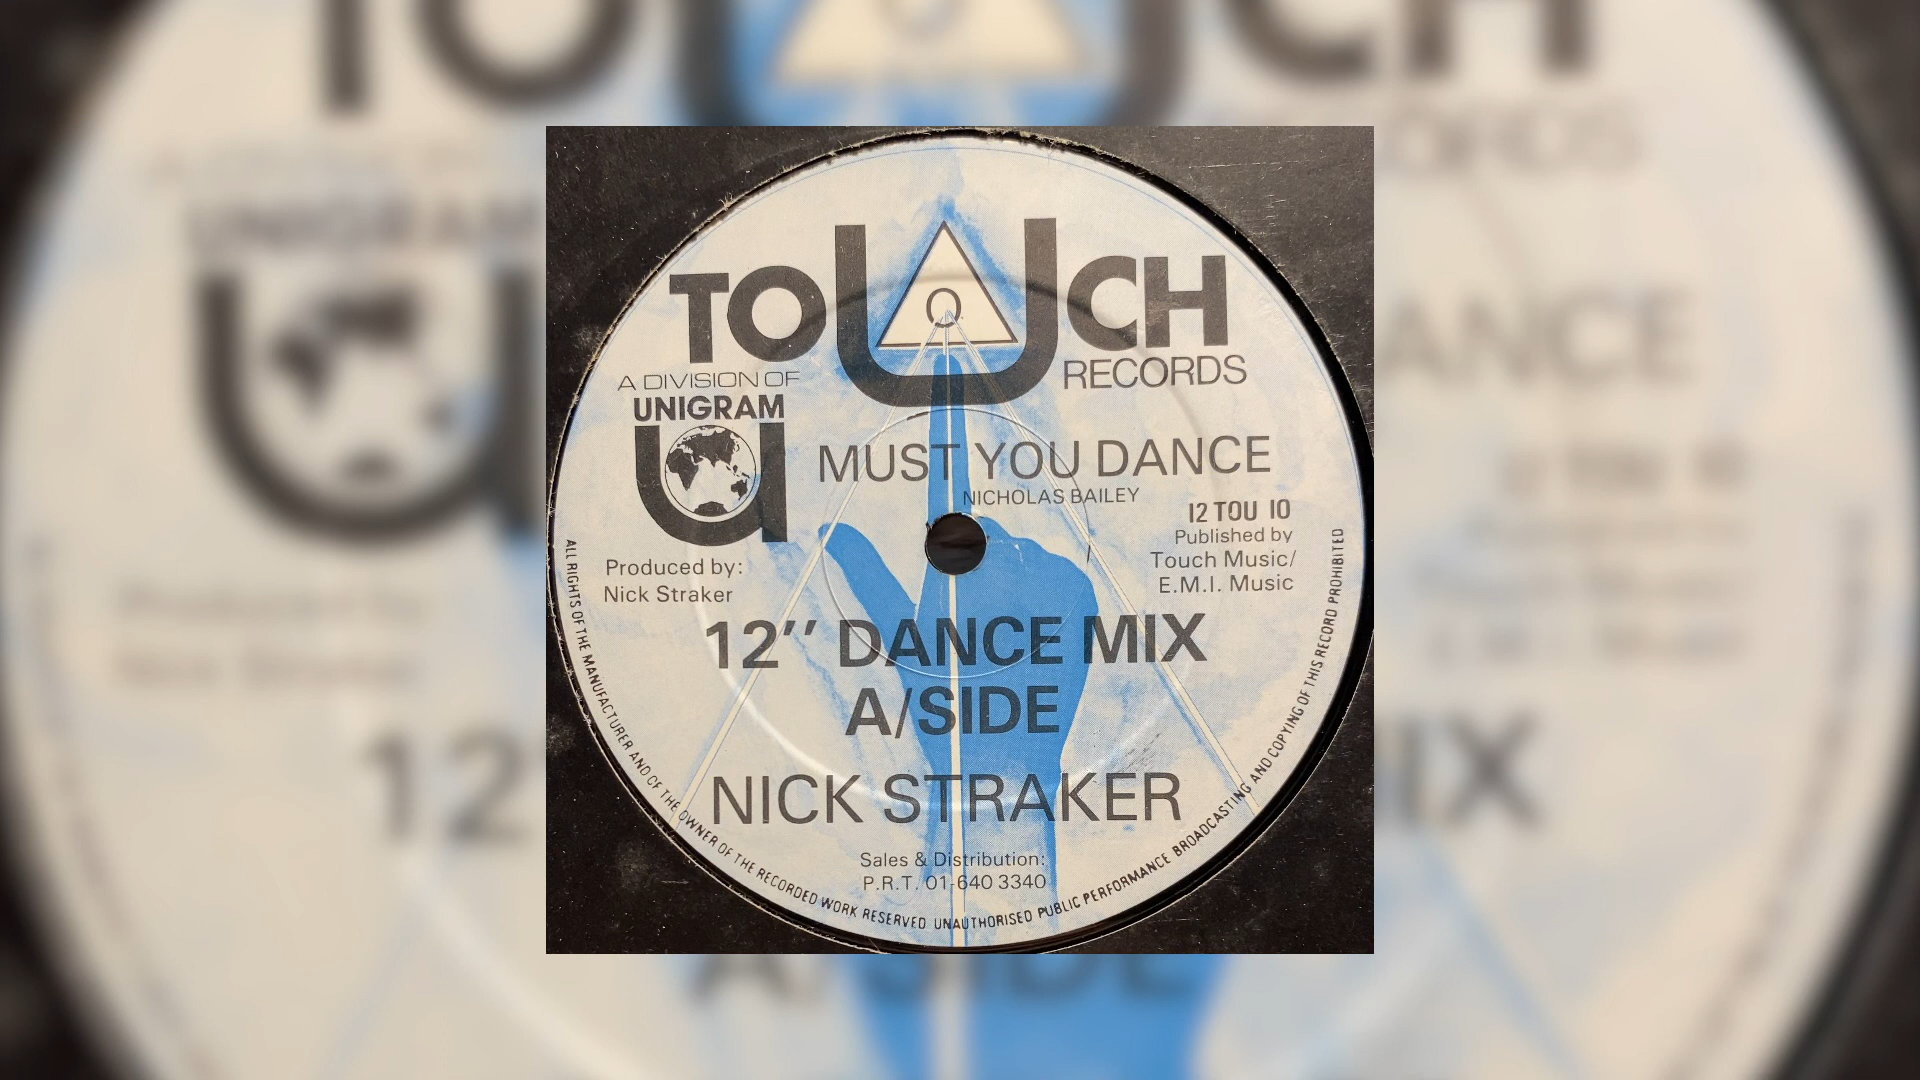 TOUCH
RECORDS
A DIVISION OF
UNIGRAM
U
MUST YOU DANCE
NICHOLAS BAILEY
12 TOU 10
Published by
Touch Music/
E.M.I. Music
Produced by:
Nick Straker
12" DANCE MIX
A/SIDE
NICK STRAKER
Sales & Distribution:
P.R.T. 01-640 3340
ALL RIGHTS OF THE MANUFACTURER AND OF THE OWNER OF THE RECORDED WORK RESERVED UNAUTHORISED PUBLIC PERFORMANCE BROADCASTING AND COPYING OF THIS RECORD PROHIBITED